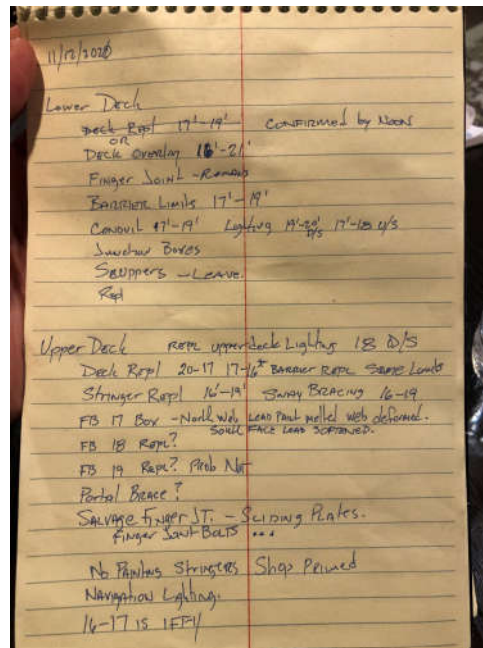 11/12/2020
Lower Deck
Deck Repl 17'-19' Confirmed by Noon
OR
Deck Overlay 16'-21'
Finger Joint - Remains
Barrier Limits 17'-19'
Conduit 17'-19' Lighting 19'-20' D/S 17'-18 U/S
Junction Boxes
Scuppers - Leave.
Repl
Upper Deck Repl upper deck Lighting 18 D/S
Deck Repl 20-17 17-16+ Barrier Repl Same Limits
Stringer Repl 16'-19' Sway Bracing 16-19
FB 17 Box - North Web Lead Paint melted web deformed.
South Face Lead Softened.
FB 18 Repl?
FB 19 Repl? Prob Not
Portal Brace?
Salvage Finger JT. - Sliding Plates.
Finger Joint Bolts ...
No Painting Stringers Shop Primed
Navigation Lighting.
16-17 is